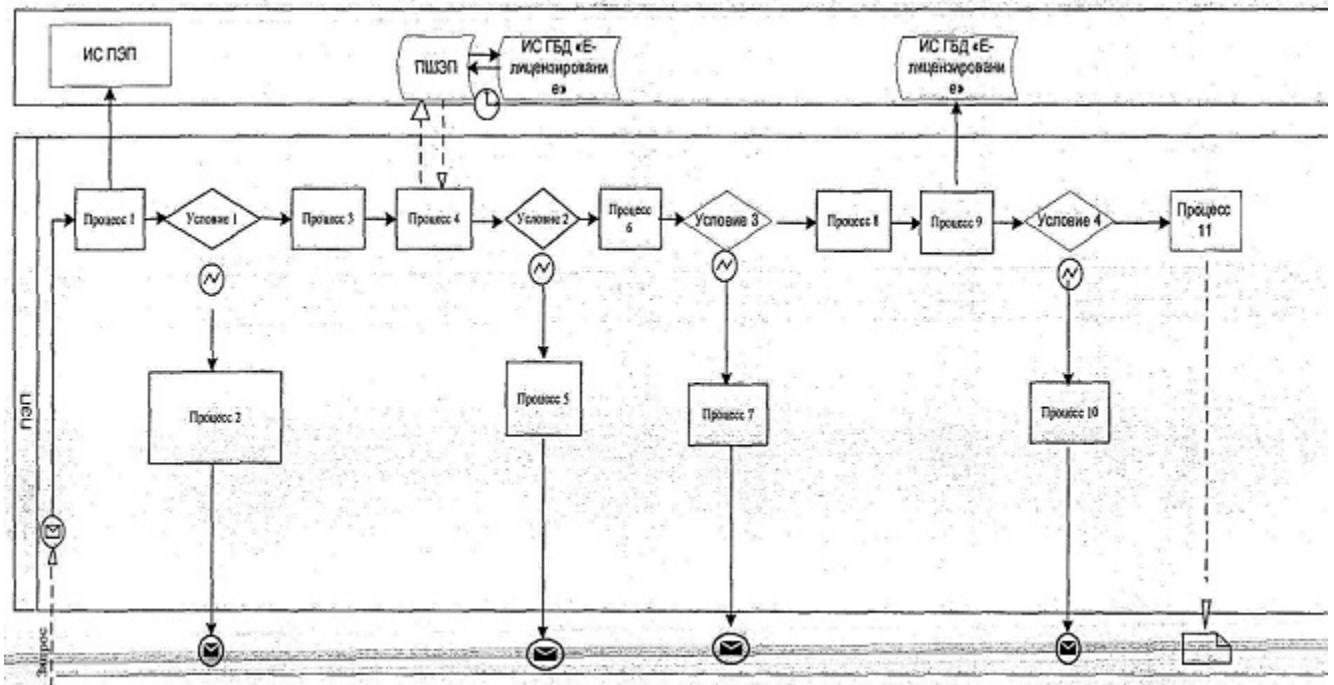 ИС ПЭП
ПШЭП
ИС ГБД «Е-
лицензировани
е»
ИС ГБД «Е-
лицензировани
е»
Процесс 1
Условие 1
Процесс 3
Процесс 4
Условие 2
Процесс
6
Условие 3
Процесс 8
Процесс 9
Условие 4
Процесс
11
Процесс 2
Процесс 5
Процесс 7
Процесс 10
ПЭП
Запрос